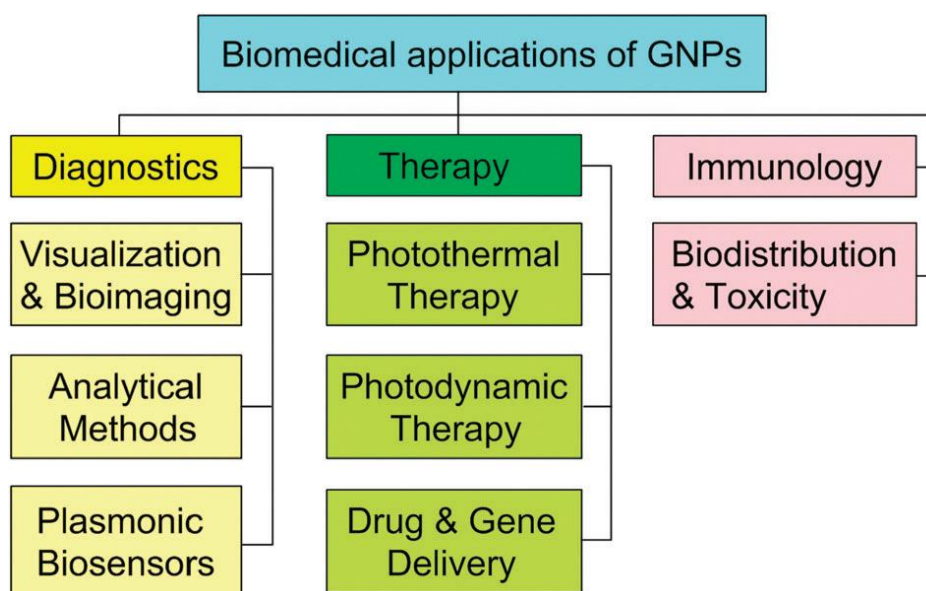 Biomedical applications of GNPs
Diagnostics
Visualization
& Bioimaging
Analytical
Methods
Plasmonic
Biosensors
Therapy
Photothermal
Therapy
Photodynamic
Therapy
Drug & Gene
Delivery
Immunology
Biodistribution
& Toxicity